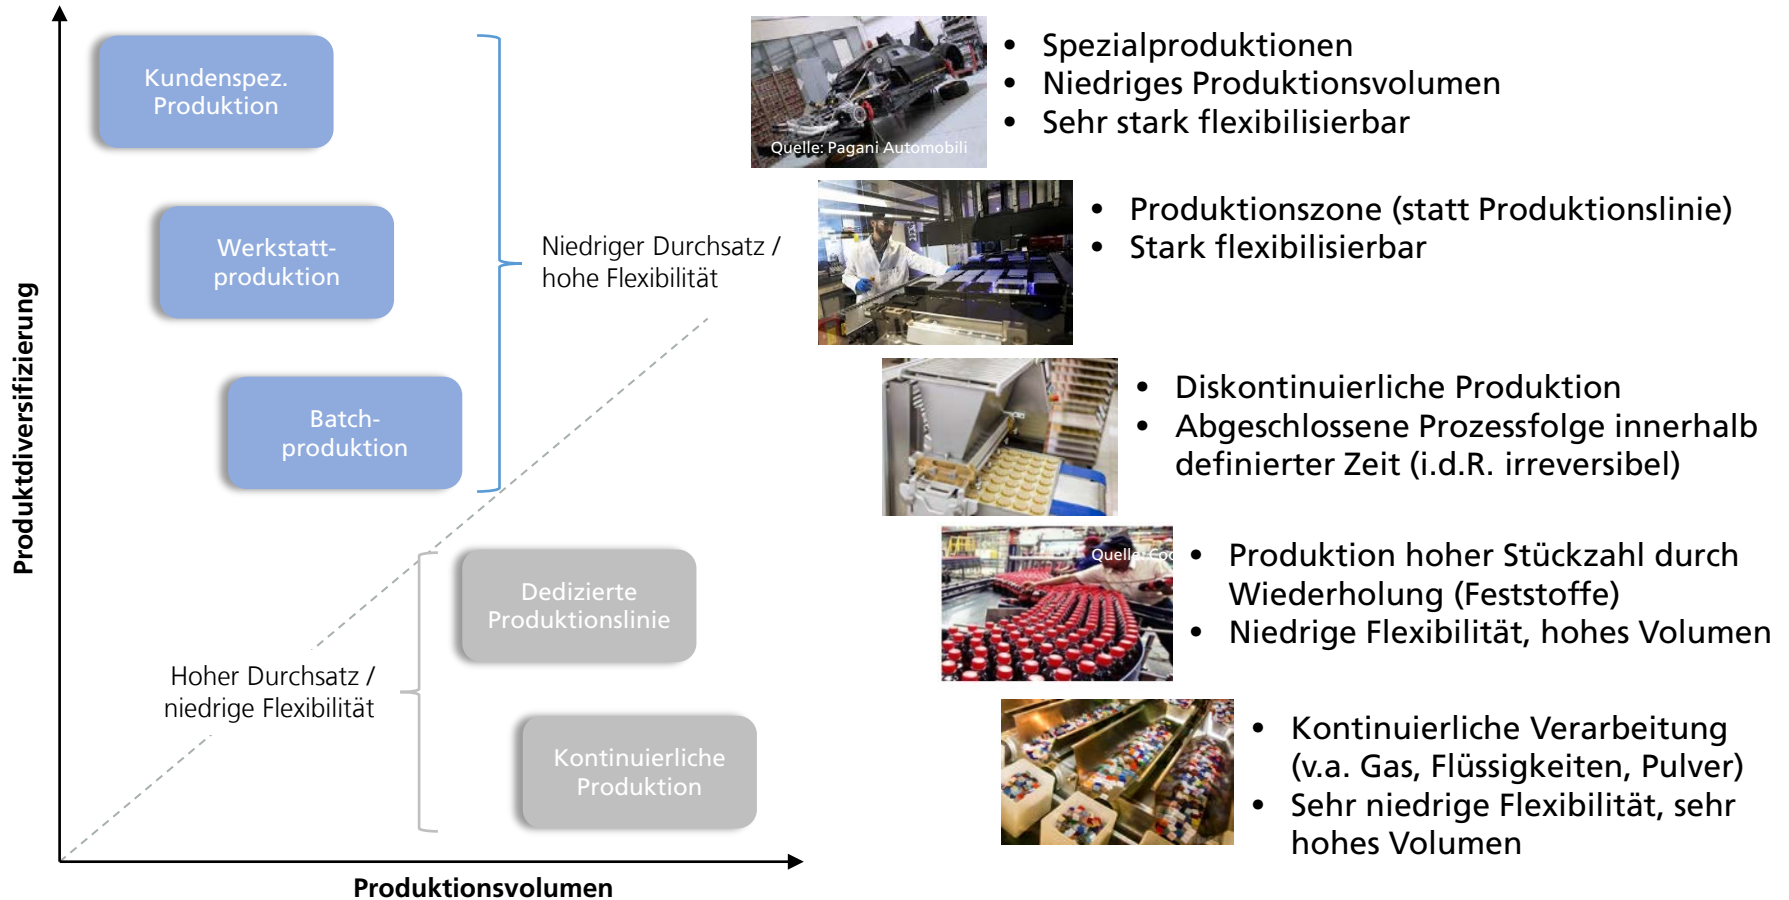 Kundenspez.
Produktion
Werkstatt-
produktion
Batch-
produktion
Niedriger Durchsatz /
hohe Flexibilität
Dedizierte
Produktionslinie
Kontinuierliche
Produktion
Hoher Durchsatz /
niedrige Flexibilität
Produktdiversifizierung
Produktionsvolumen
Quelle: Pagani Automobili
• Spezialproduktionen
• Niedriges Produktionsvolumen
• Sehr stark flexibilisierbar
• Produktionszone (statt Produktionslinie)
• Stark flexibilisierbar
• Diskontinuierliche Produktion
• Abgeschlossene Prozessfolge innerhalb
definierter Zeit (i.d.R. irreversibel)
Quelle:
• Produktion hoher Stückzahl durch
Wiederholung (Feststoffe)
• Niedrige Flexibilität, hohes Volumen
• Kontinuierliche Verarbeitung
(v.a. Gas, Flüssigkeiten, Pulver)
• Sehr niedrige Flexibilität, sehr
hohes Volumen